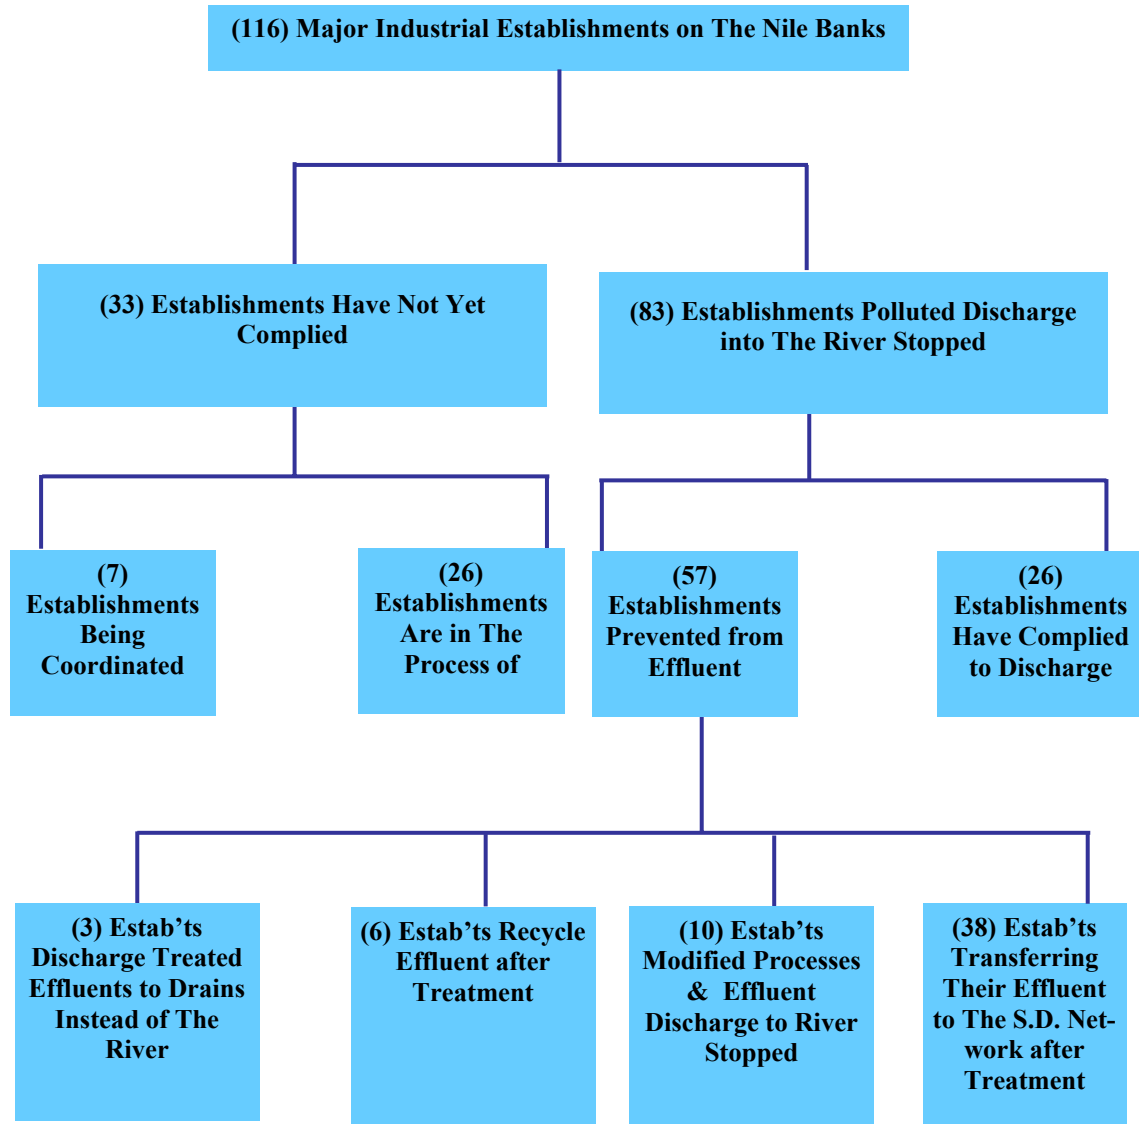 (116) Major Industrial Establishments on The Nile Banks
(33) Establishments Have Not Yet
Complied
(83) Establishments Polluted Discharge
into The River Stopped
(7)
Establishments
Being
Coordinated
(26)
Establishments
Are in The
Process of
(57)
Establishments
Prevented from
Effluent
(26)
Establishments
Have Complied
to Discharge
(3) Estab’ts
Discharge Treated
Effluents to Drains
Instead of The
River
(6) Estab’ts Recycle
Effluent after
Treatment
(10) Estab’ts
Modified Processes
& Effluent
Discharge to River
Stopped
(38) Estab’ts
Transferring
Their Effluent
to The S.D. Net-
work after
Treatment